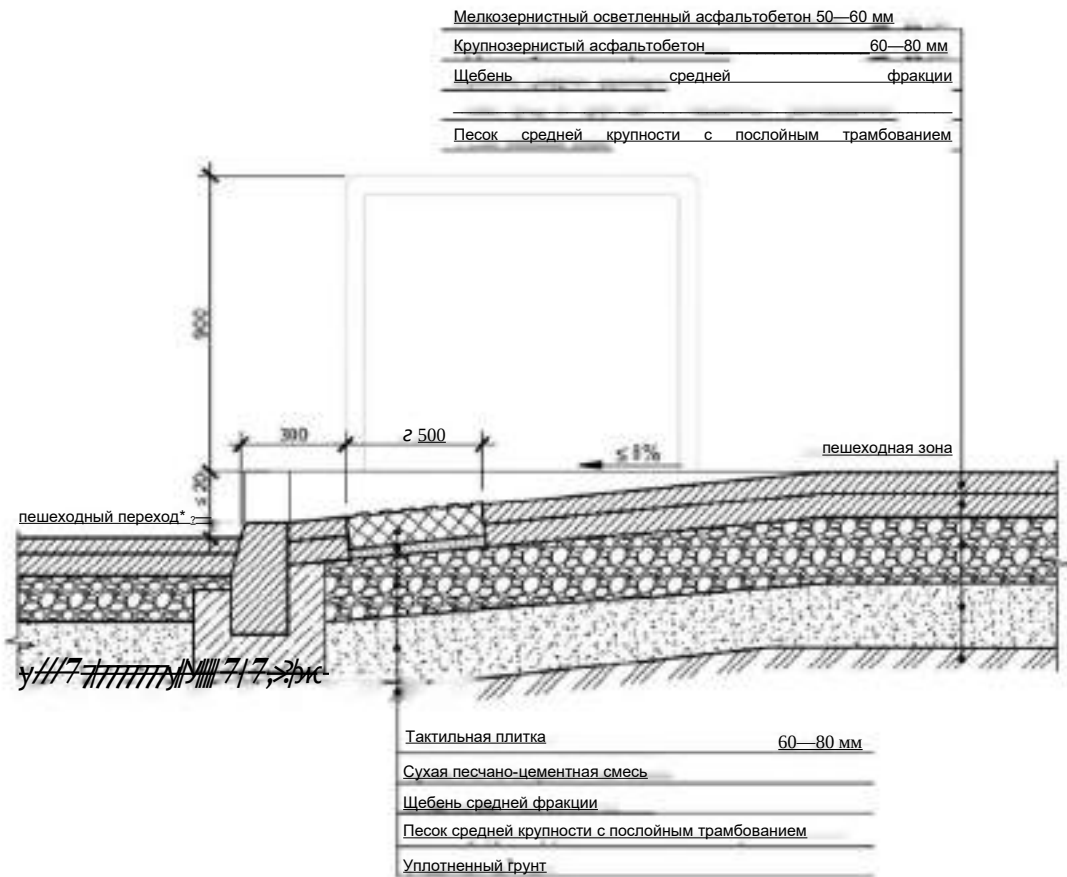 Мелкозернистый осветленный асфальтобетон 50—60 мм
Крупнозернистый асфальтобетон 60—80 мм
Щебень средней фракции
Песок средней крупности с послойным трамбованием
900
300
500
≤ 8%
пешеходная зона
≤ 20
пешеходный переход*
Тактильная плитка 60—80 мм
Сухая песчано-цементная смесь
Щебень средней фракции
Песок средней крупности с послойным трамбованием
Уплотненный грунт